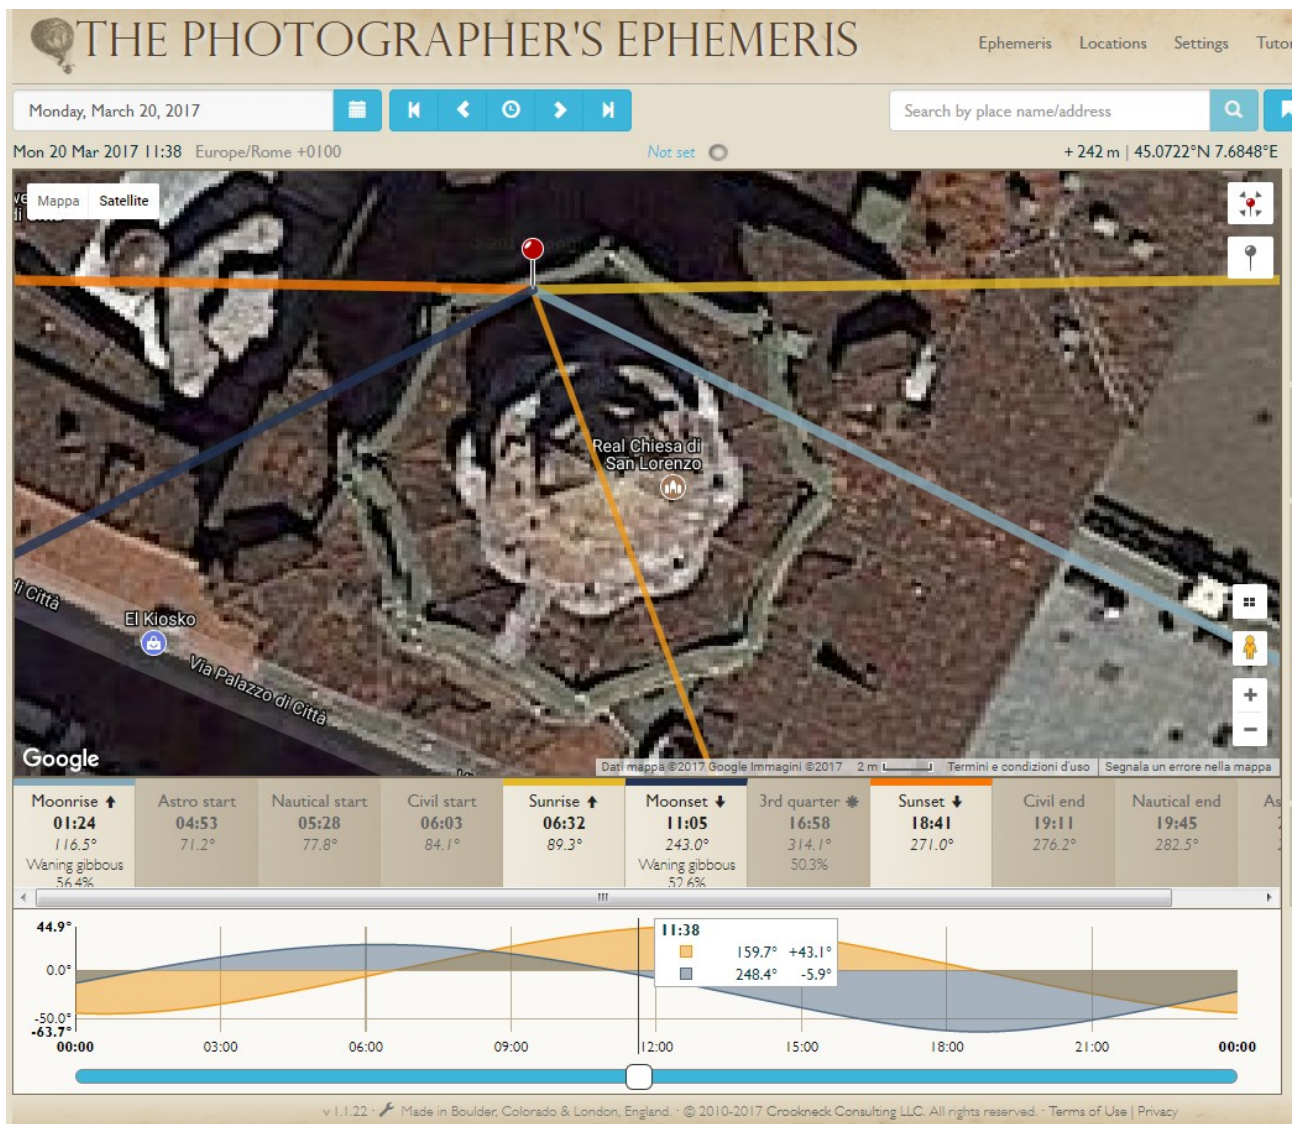 THE PHOTOGRAPHER'S EPHEMERIS
Ephemeris Locations Settings
Monday, March 20, 2017
Search by place name/address
Mon 20 Mar 2017 11:38 Europe/Rome +0100
Not set
+ 242 m | 45.0722°N 7.6848°E
Mappa Satellite
Real Chiesa di
San Lorenzo
di Città
El Kiosko
Via Palazzo di Città
Google
Dati mappa ©2017 Google Immagini ©2017 2 m Termini e condizioni d'uso Segnala un errore nella mappa
Moonrise Astro start Nautical start Civil start Sunrise Moonset 3rd quarter Sunset Civil end Nautical end As
01:24 04:53 05:28 06:03 06:32 11:05 16:58 18:41 19:11 19:45
116.5° 71.2° 77.8° 84.1° 89.3° 243.0° 314.1° 271.0° 276.2° 282.5°
Waning gibbous Waning gibbous 50.3%
56.4% 52.6%
44.9°
0.0°
-50.0°
-63.7°
11:38
159.7° +43.1°
248.4° -5.9°
00:00 03:00 06:00 09:00 12:00 15:00 18:00 21:00 00:00
v 1.1.22 · Made in Boulder, Colorado & London, England. · © 2010-2017 Crookneck Consulting LLC. All rights reserved. · Terms of Use | Privacy